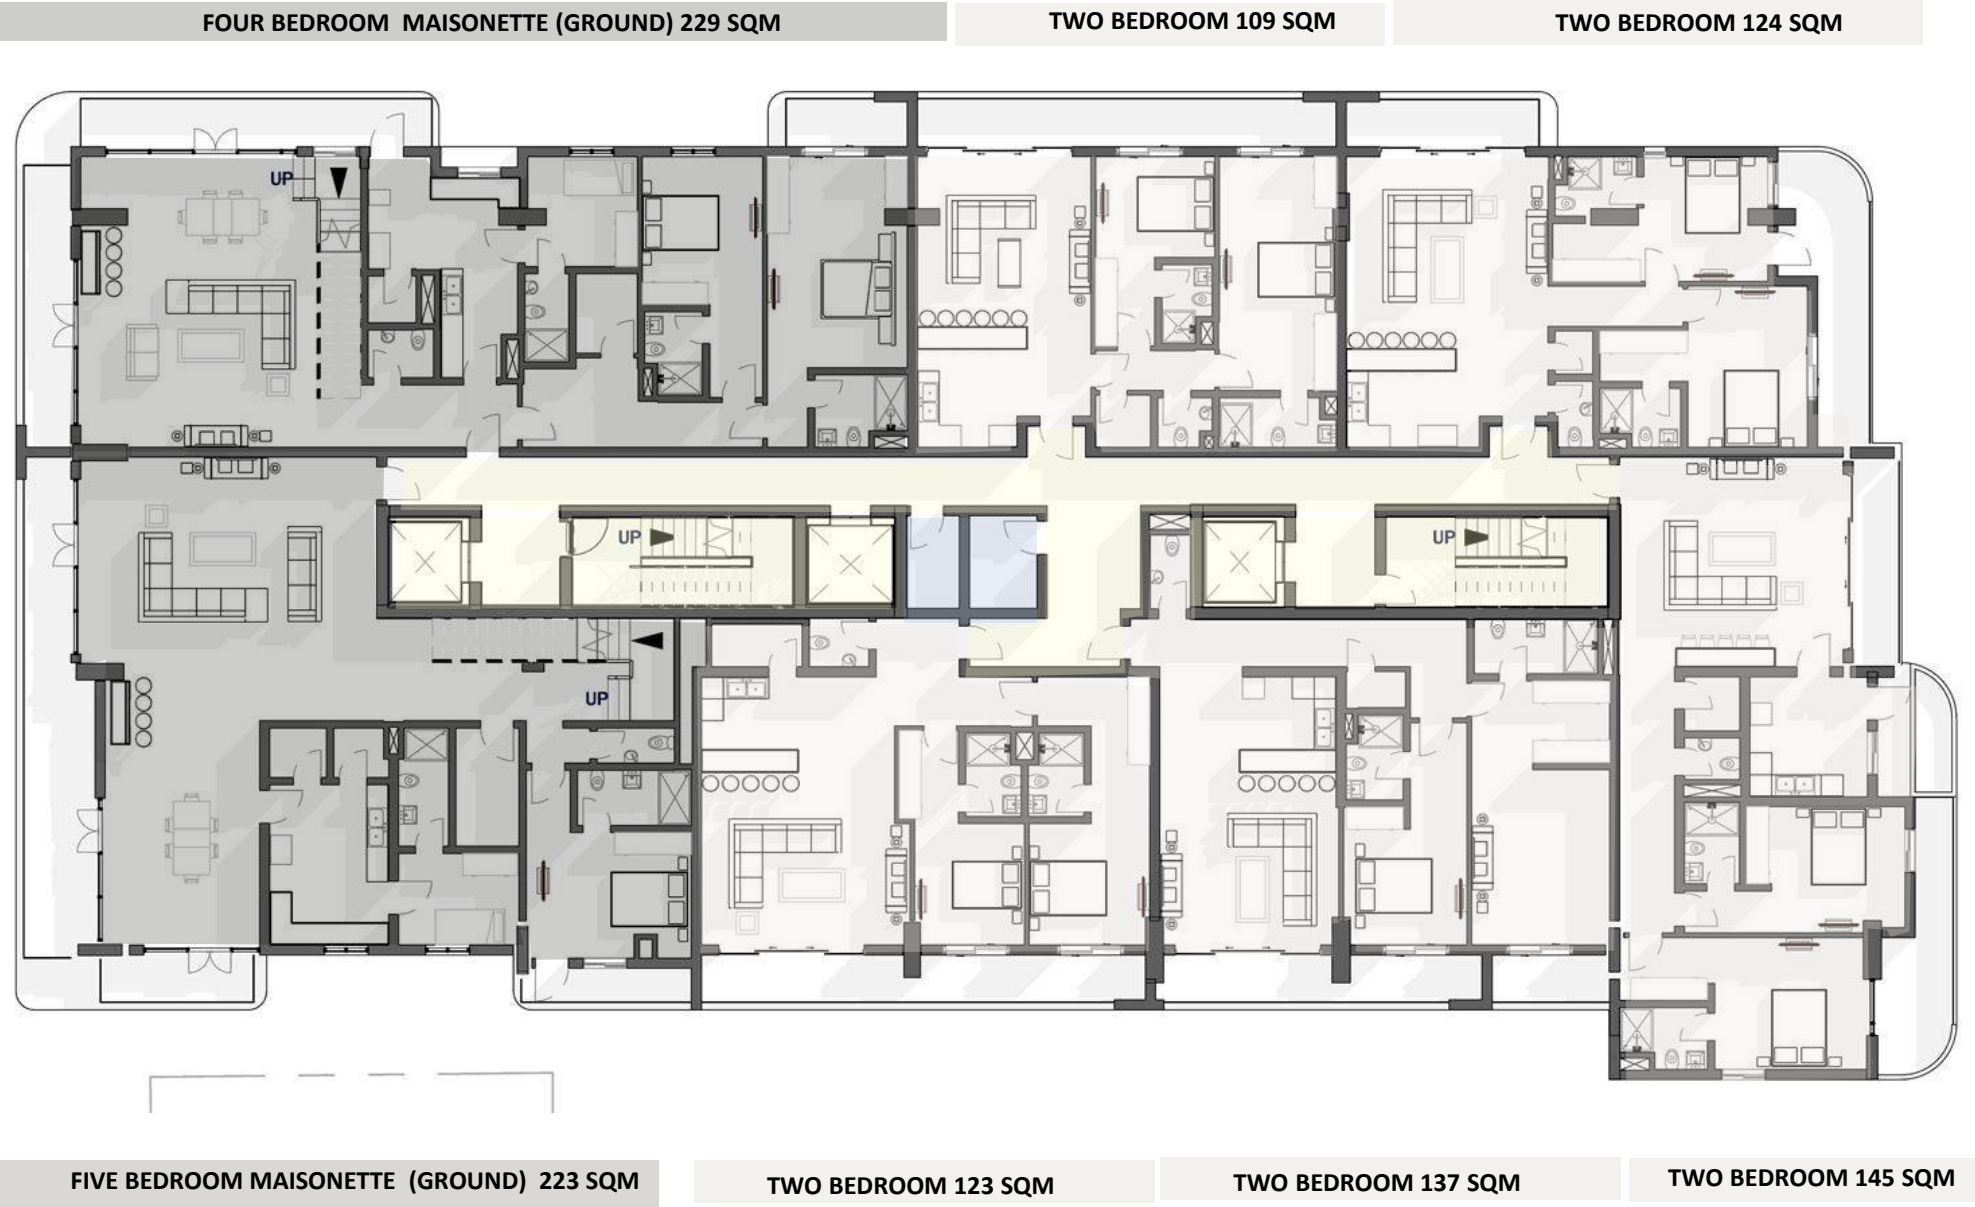 FOUR BEDROOM MAISONETTE (GROUND) 229 SQM
TWO BEDROOM 109 SQM
TWO BEDROOM 124 SQM
UP
UP
UP
UP
FIVE BEDROOM MAISONETTE (GROUND) 223 SQM
TWO BEDROOM 123 SQM
TWO BEDROOM 137 SQM
TWO BEDROOM 145 SQM